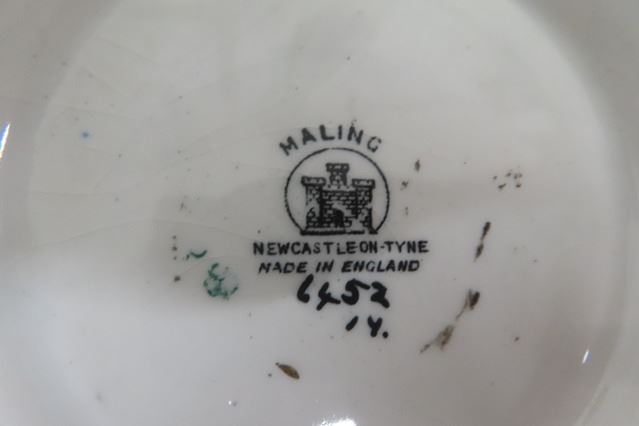 MALING
NEWCASTLE-ON-TYNE
MADE IN ENGLAND
6452
14.